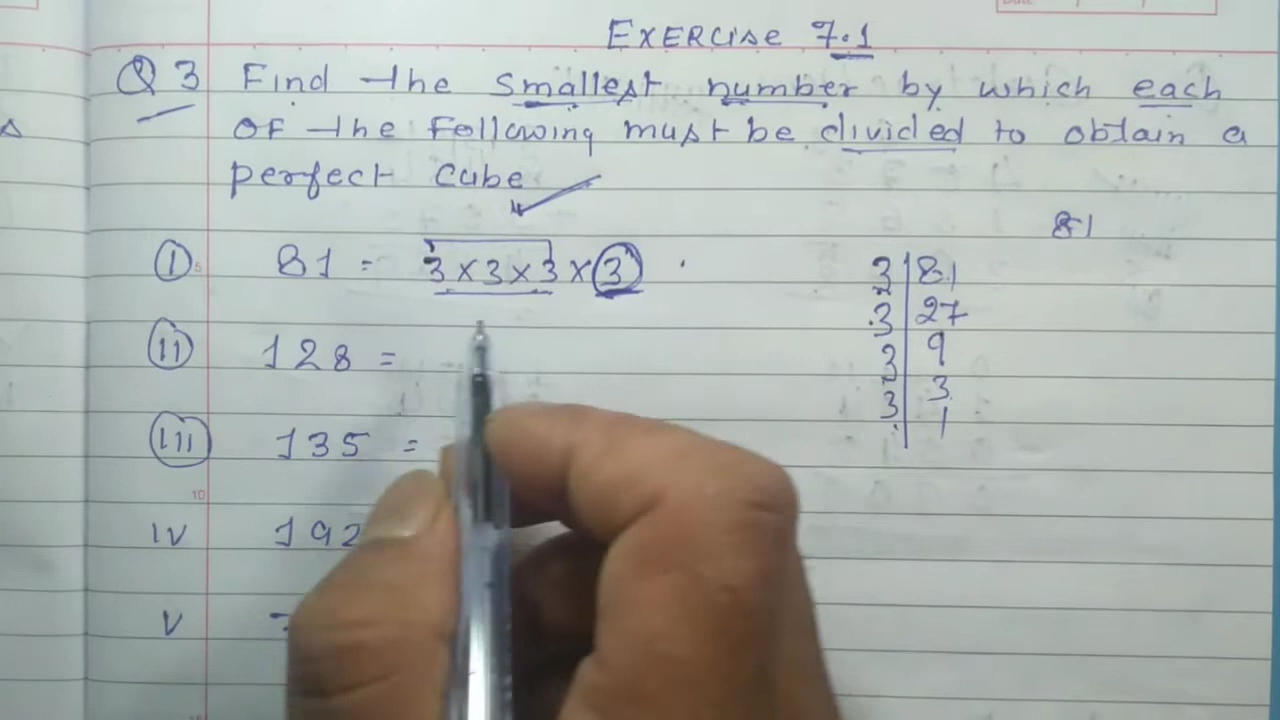 EXERCISE 7.1
Q 3 Find the smallest number by which each
of the following must be divided to obtain a
perfect cube
81
(i) 81 = 3 × 3 × 3 × 3
3 | 81
3 | 27
3 | 9
3 | 3
1
(ii) 128 =
(iii) 135 =
iv 192
v